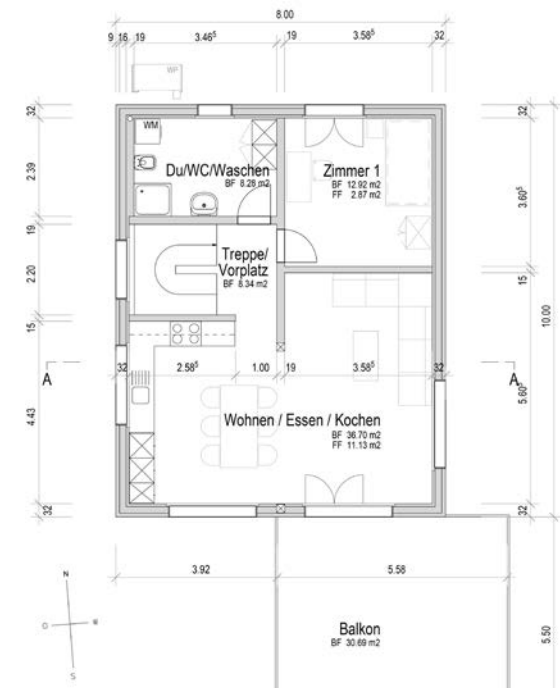 8.00
9 16 19 3.46⁵ 19 3.58⁵ 32
WP
32 32
WM
Du/WC/Waschen
BF 8.28 m2
Zimmer 1
BF 12.92 m2
FF 2.87 m2
2.39
3.60⁵
19
Treppe/
Vorplatz
BF 8.34 m2
2.20
15
15
10.00
32 2.58⁵ 1.00 19 3.58⁵ 32
A A
5.60⁵
4.43
Wohnen / Essen / Kochen
BF 36.70 m2
FF 11.13 m2
32 32
3.92 5.58
N
O
S
Balkon
BF 30.69 m2
5.50